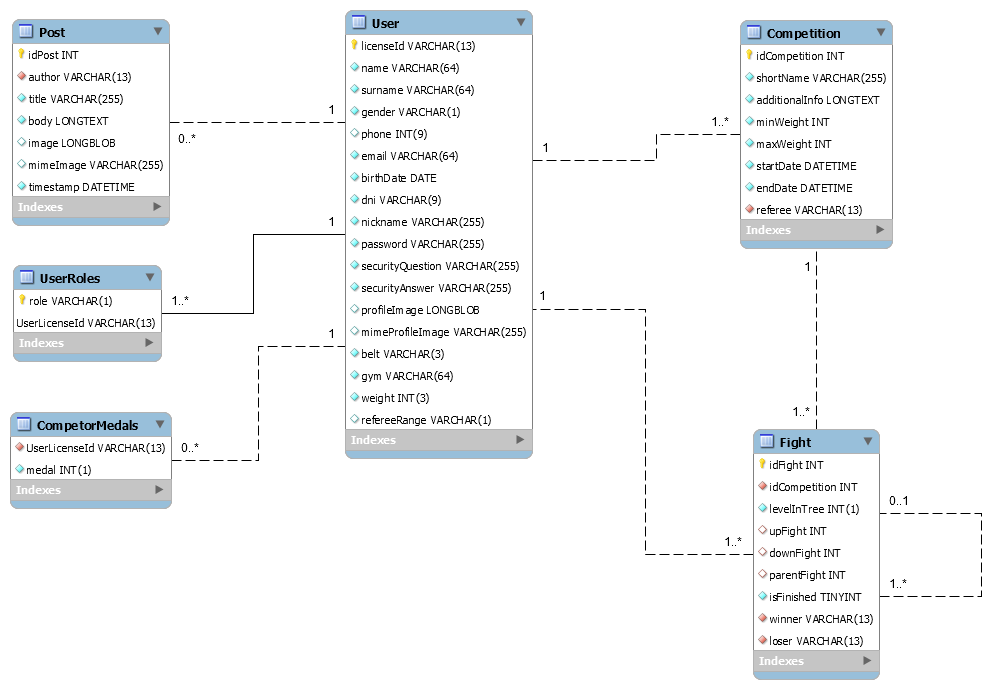 Post
idPost INT
author VARCHAR(13)
title VARCHAR(255)
body LONGTEXT
image LONGBLOB
mimeImage VARCHAR(255)
timestamp DATETIME
Indexes
0..*
1
UserRoles
role VARCHAR(1)
UserLicenseId VARCHAR(13)
Indexes
1..*
1
CompetorMedals
UserLicenseId VARCHAR(13)
medal INT(1)
Indexes
0..*
1
User
licenseId VARCHAR(13)
name VARCHAR(64)
surname VARCHAR(64)
gender VARCHAR(1)
phone INT(9)
email VARCHAR(64)
birthDate DATE
dni VARCHAR(9)
nickname VARCHAR(255)
password VARCHAR(255)
securityQuestion VARCHAR(255)
securityAnswer VARCHAR(255)
profileImage LONGBLOB
mimeProfileImage VARCHAR(255)
belt VARCHAR(3)
gym VARCHAR(64)
weight INT(3)
refereeRange VARCHAR(1)
Indexes
1
1..*
1
1..*
Competition
idCompetition INT
shortName VARCHAR(255)
additionalInfo LONGTEXT
minWeight INT
maxWeight INT
startDate DATETIME
endDate DATETIME
referee VARCHAR(13)
Indexes
1
1..*
Fight
idFight INT
idCompetition INT
levelInTree INT(1)
upFight INT
downFight INT
parentFight INT
isFinished TINYINT
winner VARCHAR(13)
loser VARCHAR(13)
Indexes
0..1
1..*